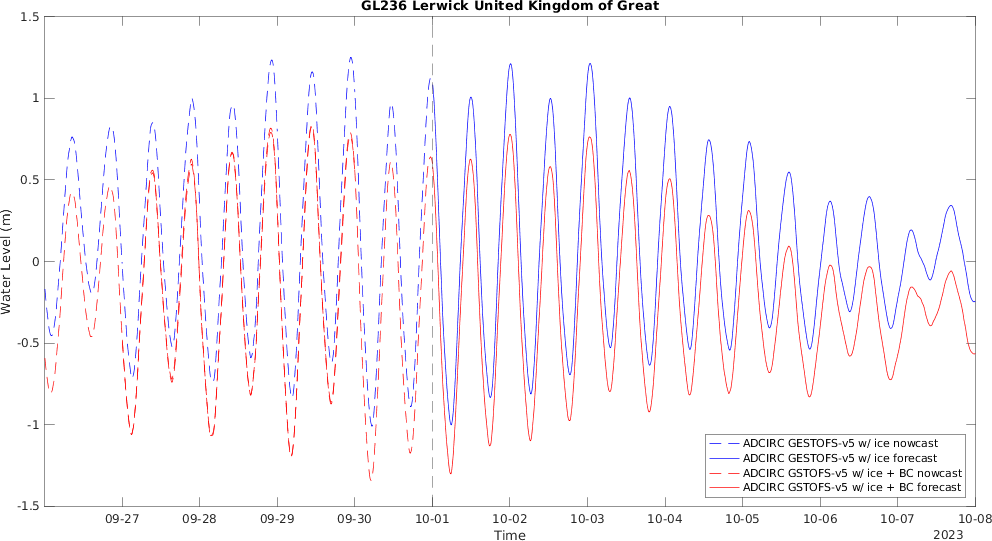 GL236 Lerwick United Kingdom of Great
1.5
1
0.5
0
-0.5
-1
-1.5
Water Level (m)
ADCIRC GESTOFS-v5 w/ ice nowcast
ADCIRC GESTOFS-v5 w/ ice forecast
ADCIRC GSTOFS-v5 w/ ice + BC nowcast
ADCIRC GSTOFS-v5 w/ ice + BC forecast
09-27 09-28 09-29 09-30 10-01 10-02 10-03 10-04 10-05 10-06 10-07 10-08
Time
2023